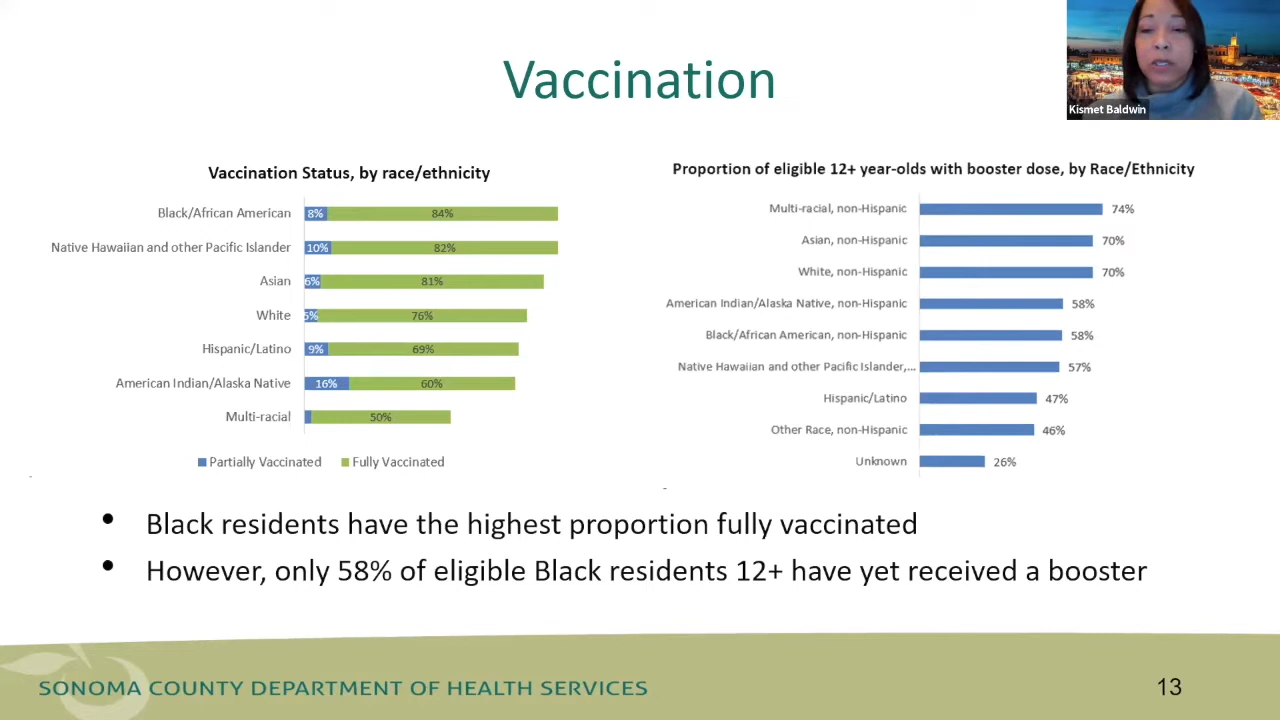 Vaccination
Kismet Baldwin
Vaccination Status, by race/ethnicity
Black/African American 8% 84%
Native Hawaiian and other Pacific Islander 10% 82%
Asian 6% 81%
White 5% 76%
Hispanic/Latino 9% 69%
American Indian/Alaska Native 16% 60%
Multi-racial 50%
Partially Vaccinated Fully Vaccinated
Proportion of eligible 12+ year-olds with booster dose, by Race/Ethnicity
Multi-racial, non-Hispanic 74%
Asian, non-Hispanic 70%
White, non-Hispanic 70%
American Indian/Alaska Native, non-Hispanic 58%
Black/African American, non-Hispanic 58%
Native Hawaiian and other Pacific Islander,... 57%
Hispanic/Latino 47%
Other Race, non-Hispanic 46%
Unknown 26%
• Black residents have the highest proportion fully vaccinated
• However, only 58% of eligible Black residents 12+ have yet received a booster
SONOMA COUNTY DEPARTMENT OF HEALTH SERVICES
13